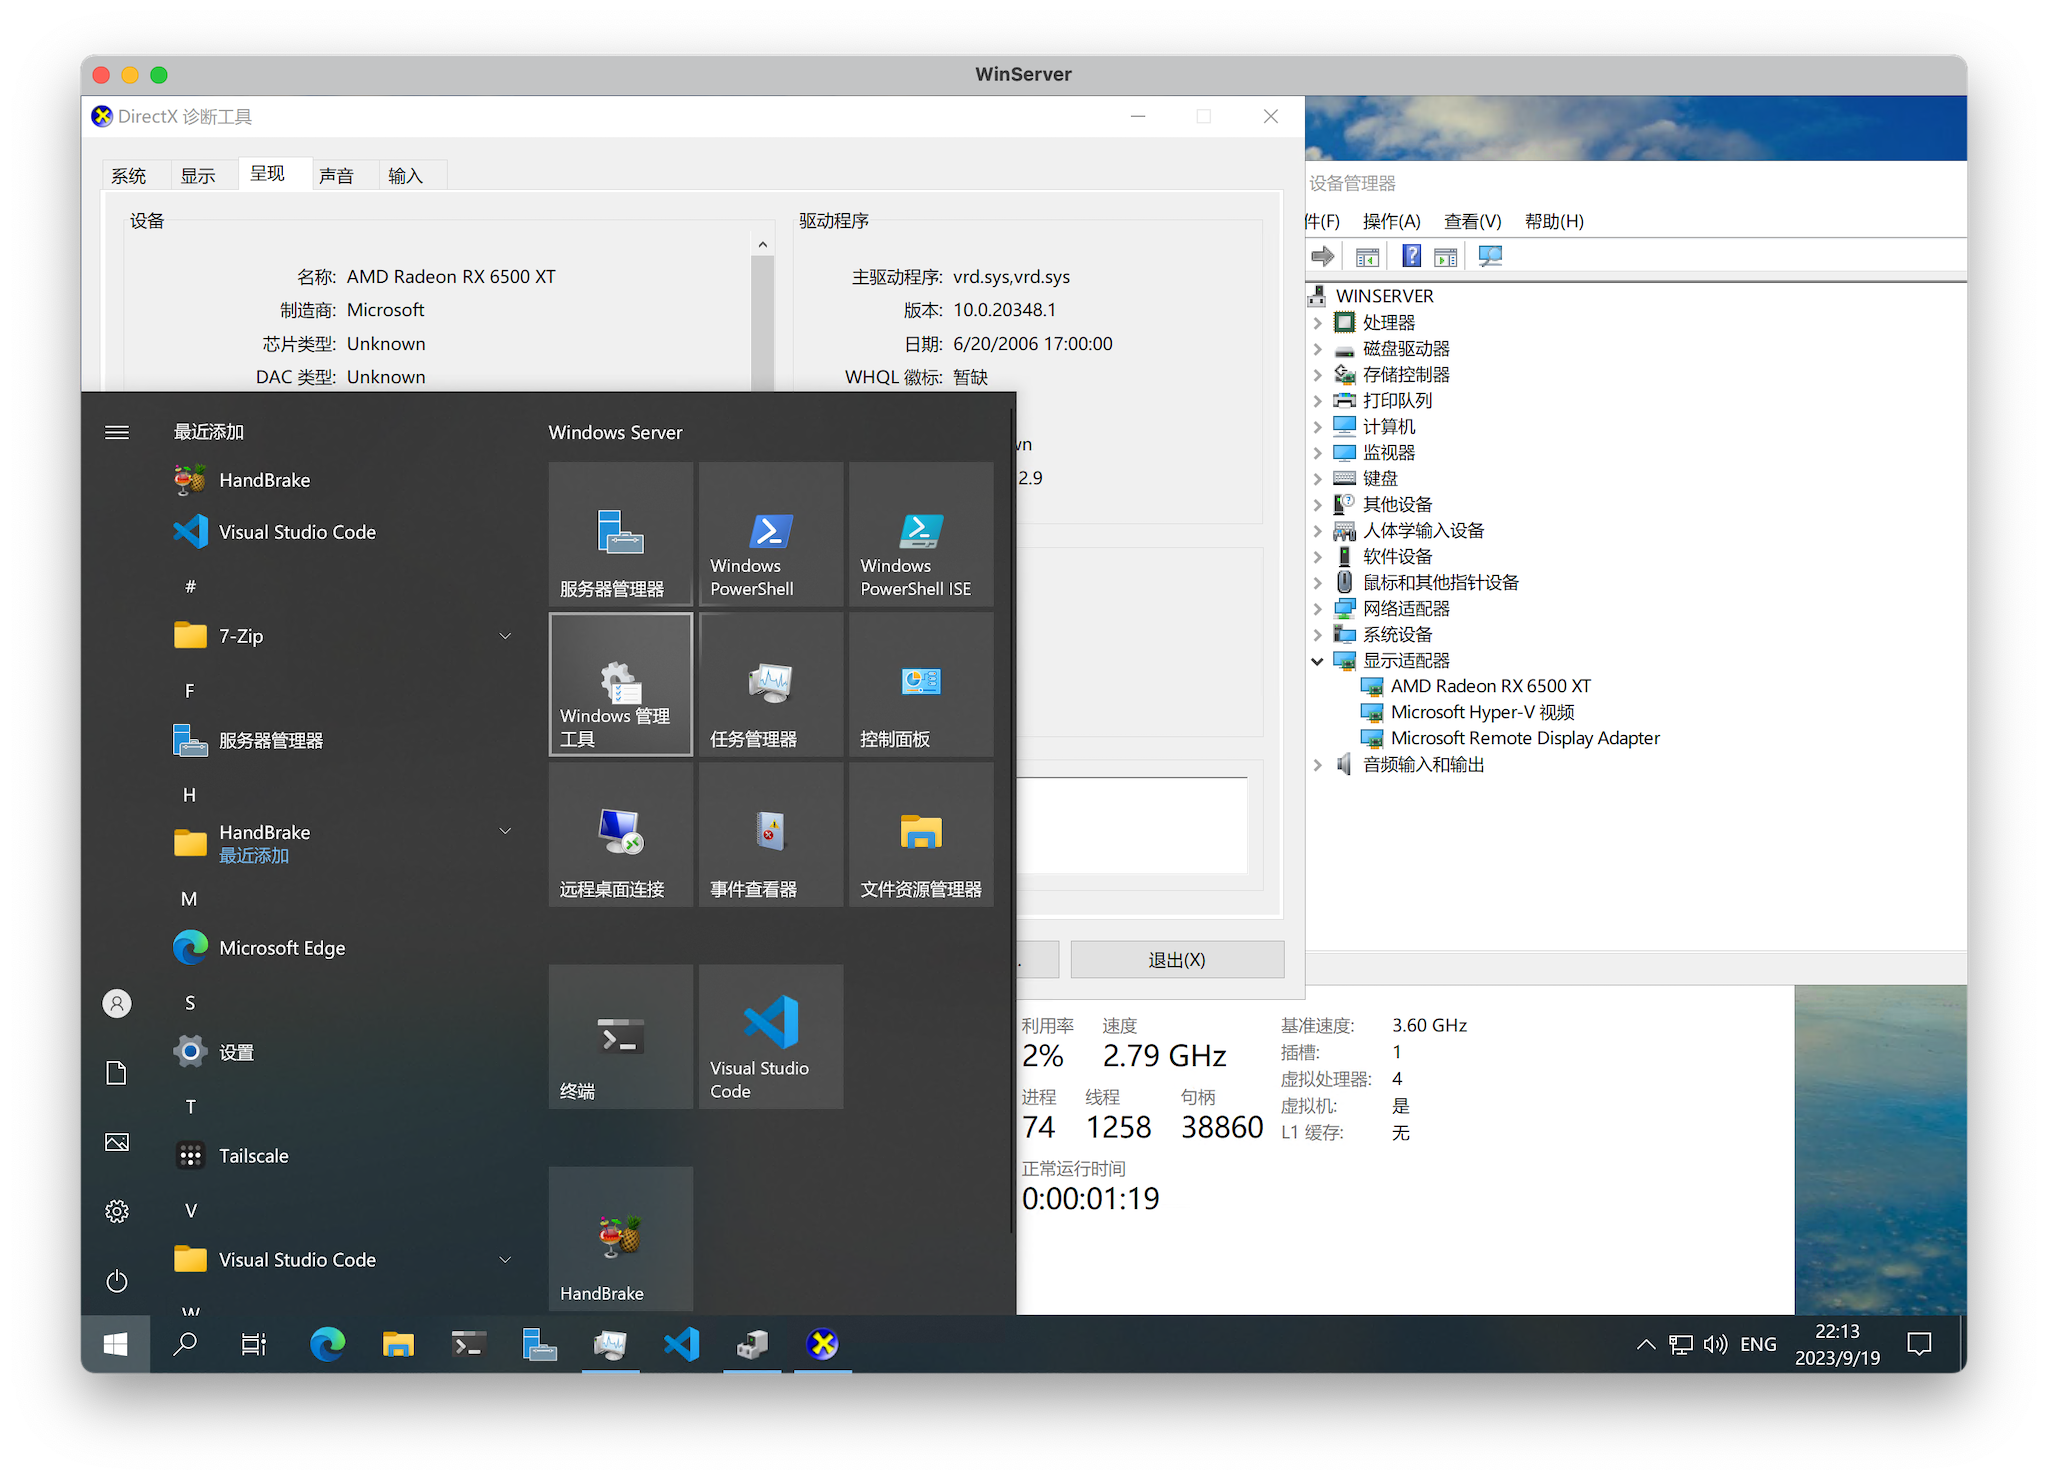 WinServer
DirectX 诊断工具
系统
显示
呈现
声音
输入
设备
名称: AMD Radeon RX 6500 XT
制造商: Microsoft
芯片类型: Unknown
DAC 类型: Unknown
驱动程序
主驱动程序: vrd.sys,vrd.sys
版本: 10.0.20348.1
日期: 6/20/2006 17:00:00
WHQL 徽标: 暂缺
wn
2.9
.
退出(X)
最近添加
HandBrake
Visual Studio Code
#
7-Zip
F
服务器管理器
H
HandBrake
最近添加
M
Microsoft Edge
S
设置
T
Tailscale
V
Visual Studio Code
W
Windows Server
服务器管理器
Windows
PowerShell
Windows
PowerShell ISE
Windows 管理
工具
任务管理器
控制面板
远程桌面连接
事件查看器
文件资源管理器
终端
Visual Studio
Code
HandBrake
设备管理器
件(F)
操作(A)
查看(V)
帮助(H)
WINSERVER
处理器
磁盘驱动器
存储控制器
打印队列
计算机
监视器
键盘
其他设备
人体学输入设备
软件设备
鼠标和其他指针设备
网络适配器
系统设备
显示适配器
AMD Radeon RX 6500 XT
Microsoft Hyper-V 视频
Microsoft Remote Display Adapter
音频输入和输出
利用率
2%
速度
2.79 GHz
进程
74
线程
1258
句柄
38860
正常运行时间
0:00:01:19
基准速度: 3.60 GHz
插槽: 1
虚拟处理器: 4
虚拟机: 是
L1 缓存: 无
ENG
22:13
2023/9/19